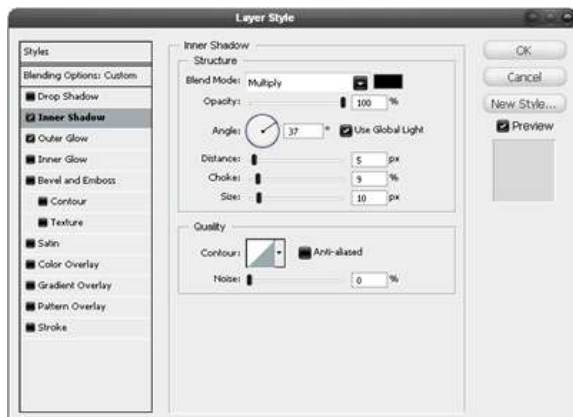 Layer Style
Styles
Blending Options: Custom
Drop Shadow
Inner Shadow
Outer Glow
Inner Glow
Bevel and Emboss
Contour
Texture
Satin
Color Overlay
Gradient Overlay
Pattern Overlay
Stroke
Inner Shadow
Structure
Blend Mode: Multiply
Opacity: 100 %
Angle: 37 ° Use Global Light
Distance: 5 px
Choke: 9 %
Size: 10 px
Quality
Contour: Anti-aliased
Noise: 0 %
OK
Cancel
New Style...
Preview